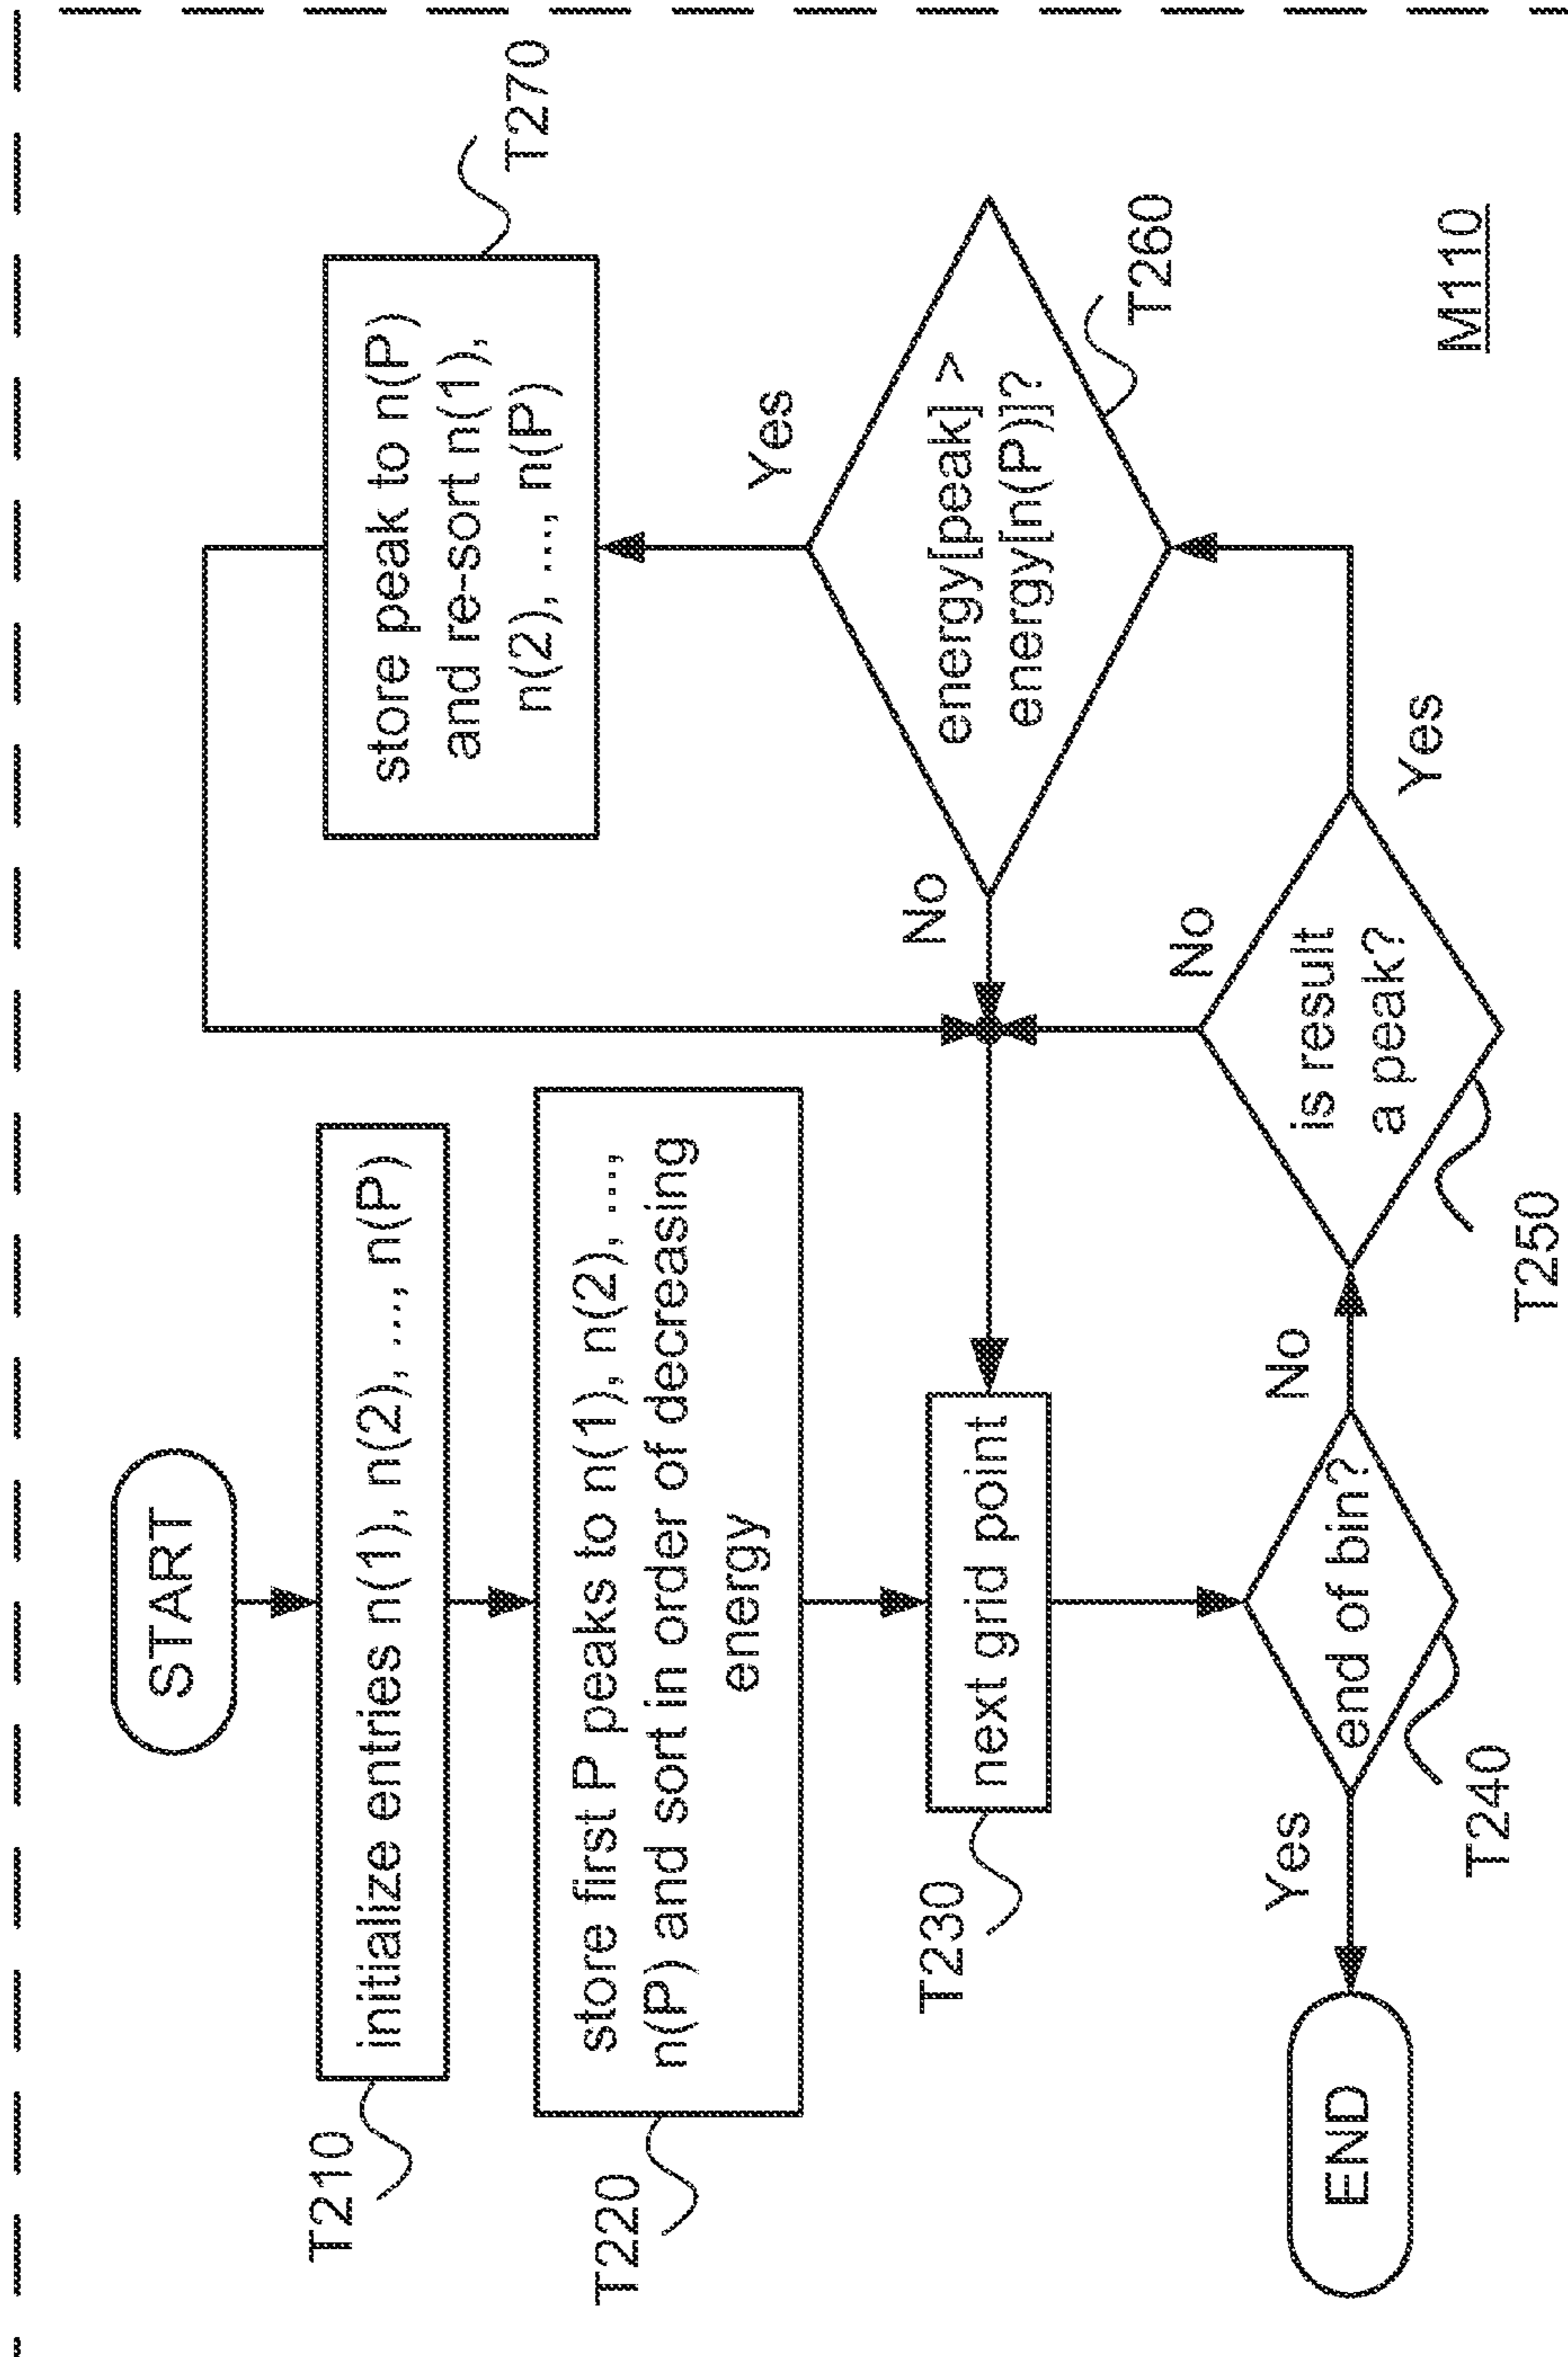 START
initialize entries n(1), n(2), ..., n(P)
T210
store first P peaks to n(1), n(2), ...,
n(P) and sort in order of decreasing
energy
T220
next grid point
T230
end of bin?
T240
Yes
END
No
is result
a peak?
T250
No
Yes
energy[peak] >
energy[n(P)]?
T260
No
Yes
store peak to n(P)
and re-sort n(1),
n(2), ..., n(P)
T270
M110